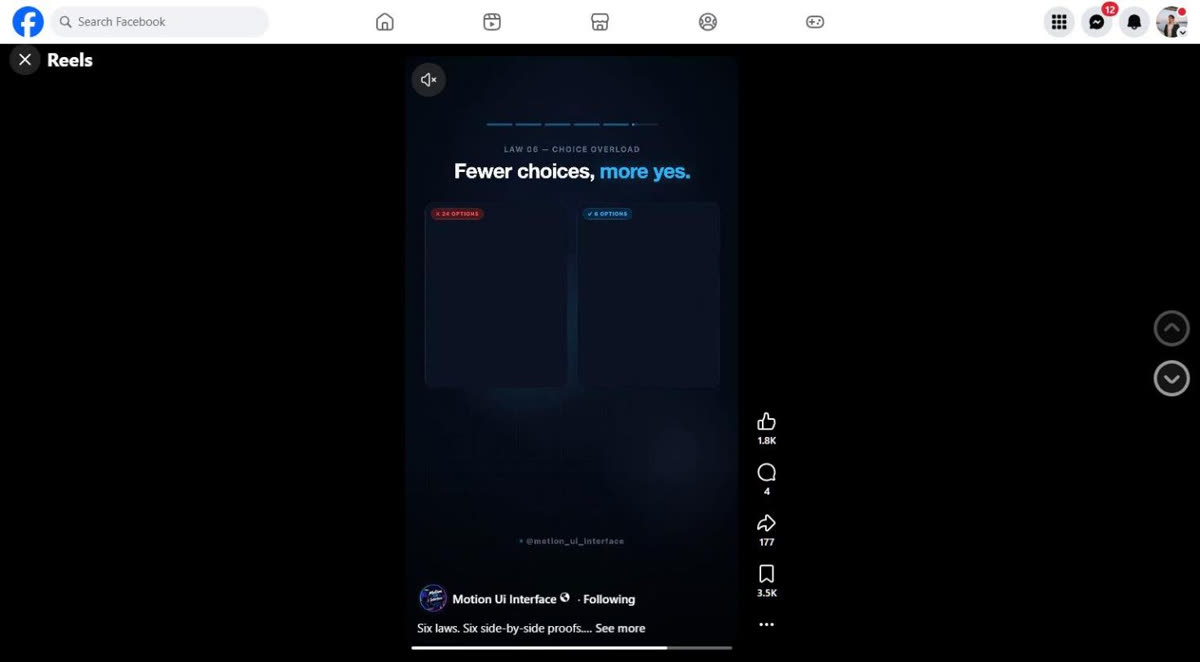 Search Facebook
12
Reels
LAW 06 — CHOICE OVERLOAD
Fewer choices, more yes.
× 24 OPTIONS
✓ 6 OPTIONS
1.8K
4
177
3.5K
@motion_ui_interface
Motion Ui Interface · Following
Six laws. Six side-by-side proofs.... See more